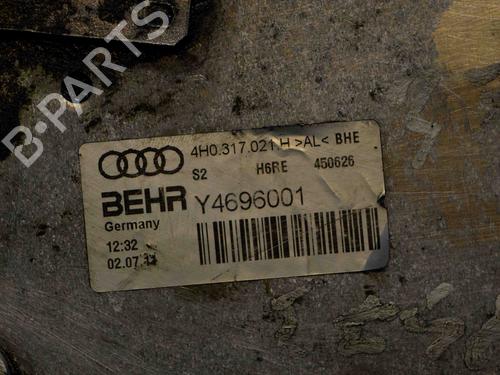 B-PARTS
4H0.317.021 H >AL< BHE
S2 H6RE 450626
BEHR Y4696001
Germany
12:32